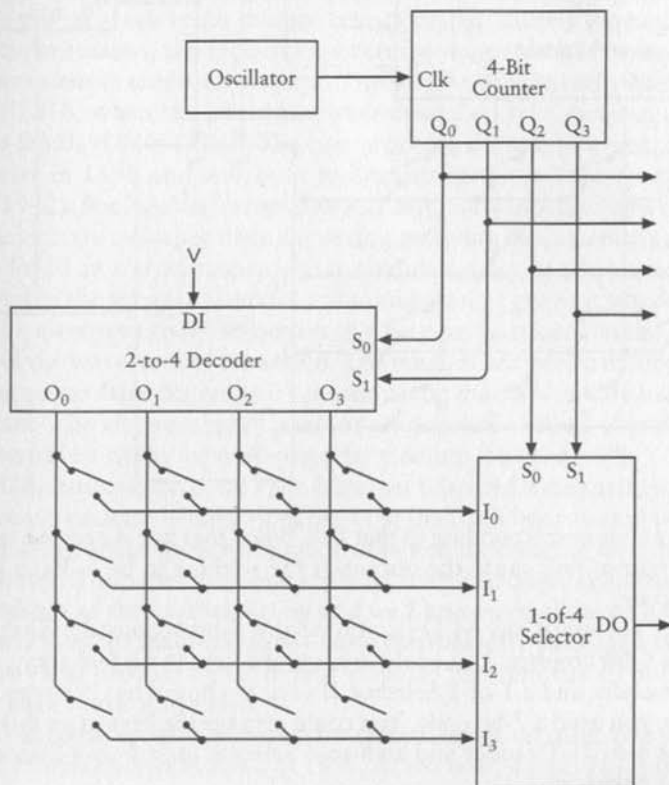 Oscillator
Clk
4-Bit
Counter
Q0 Q1 Q2 Q3
V
DI
2-to-4 Decoder
S0
S1
O0 O1 O2 O3
S0 S1
I0
I1
1-of-4
Selector
DO
I2
I3